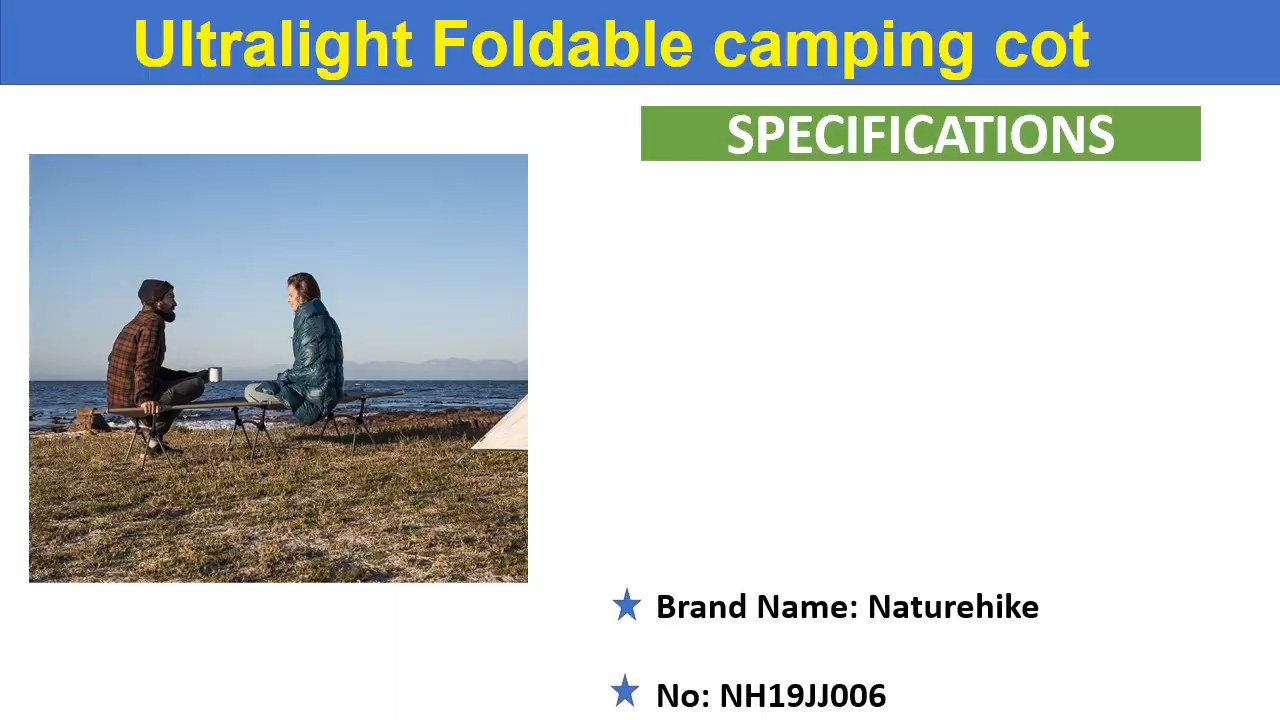 Ultralight Foldable camping cot
SPECIFICATIONS
Brand Name: Naturehike
No: NH19JJ006